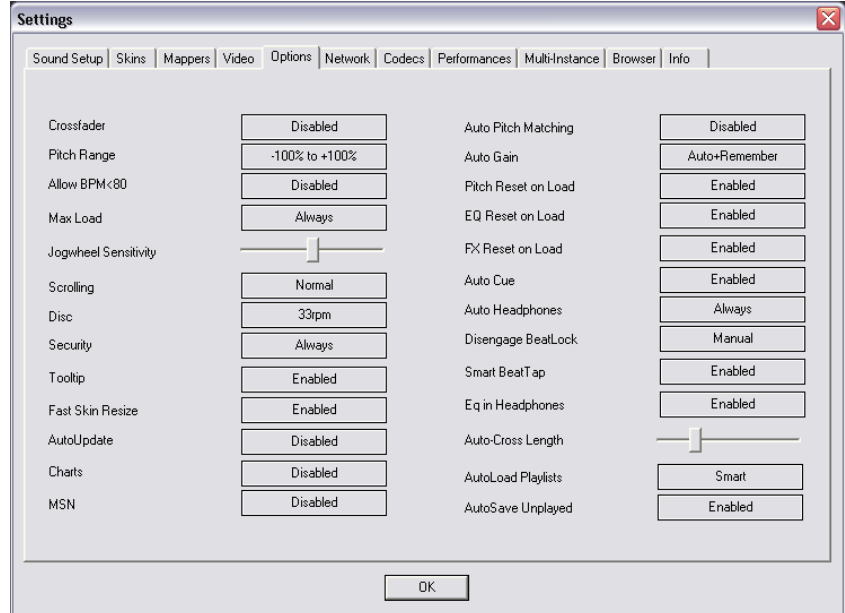 Settings
Sound Setup Skins Mappers Video Options Network Codecs Performances Multi-Instance Browser Info
Crossfader Disabled
Pitch Range -100% to +100%
Allow BPM<80 Disabled
Max Load Always
Jogwheel Sensitivity
Scrolling Normal
Disc 33rpm
Security Always
Tooltip Enabled
Fast Skin Resize Enabled
AutoUpdate Disabled
Charts Disabled
MSN Disabled
Auto Pitch Matching Disabled
Auto Gain Auto+Remember
Pitch Reset on Load Enabled
EQ Reset on Load Enabled
FX Reset on Load Enabled
Auto Cue Enabled
Auto Headphones Always
Disengage BeatLock Manual
Smart BeatTap Enabled
Eq in Headphones Enabled
Auto-Cross Length
AutoLoad Playlists Smart
AutoSave Unplayed Enabled
OK